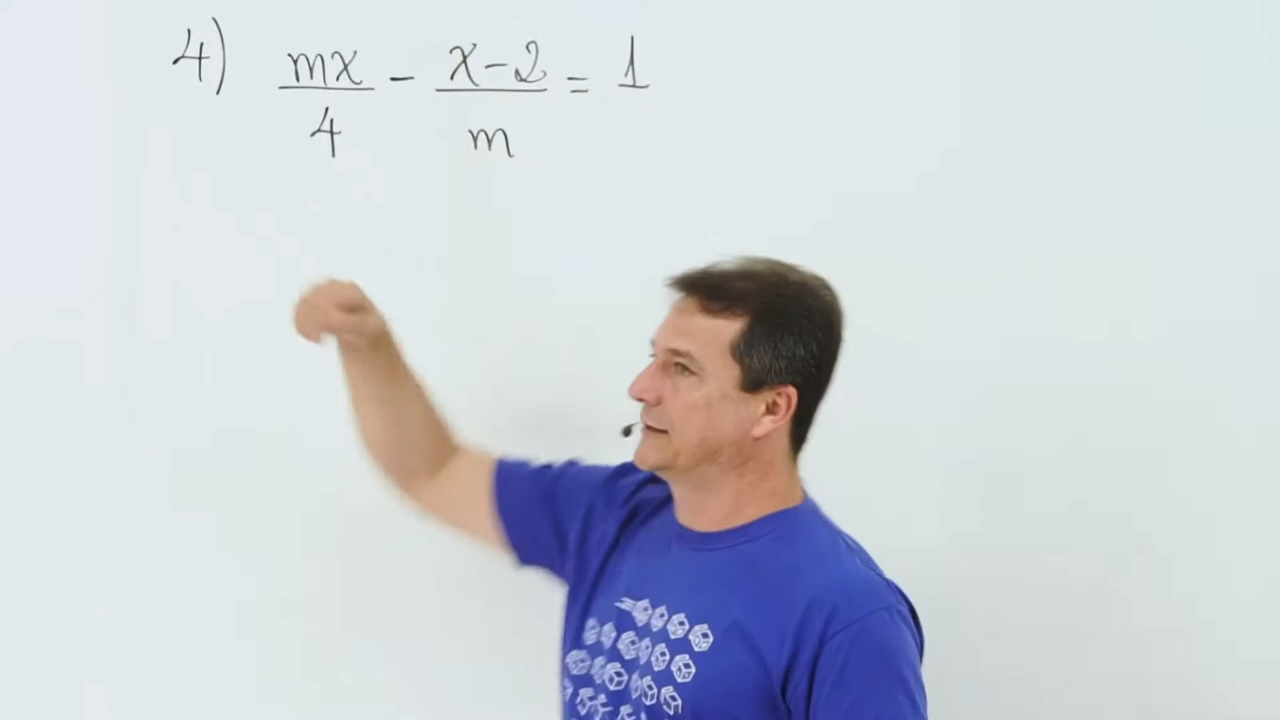 4) mx/4 - x-2/m = 1